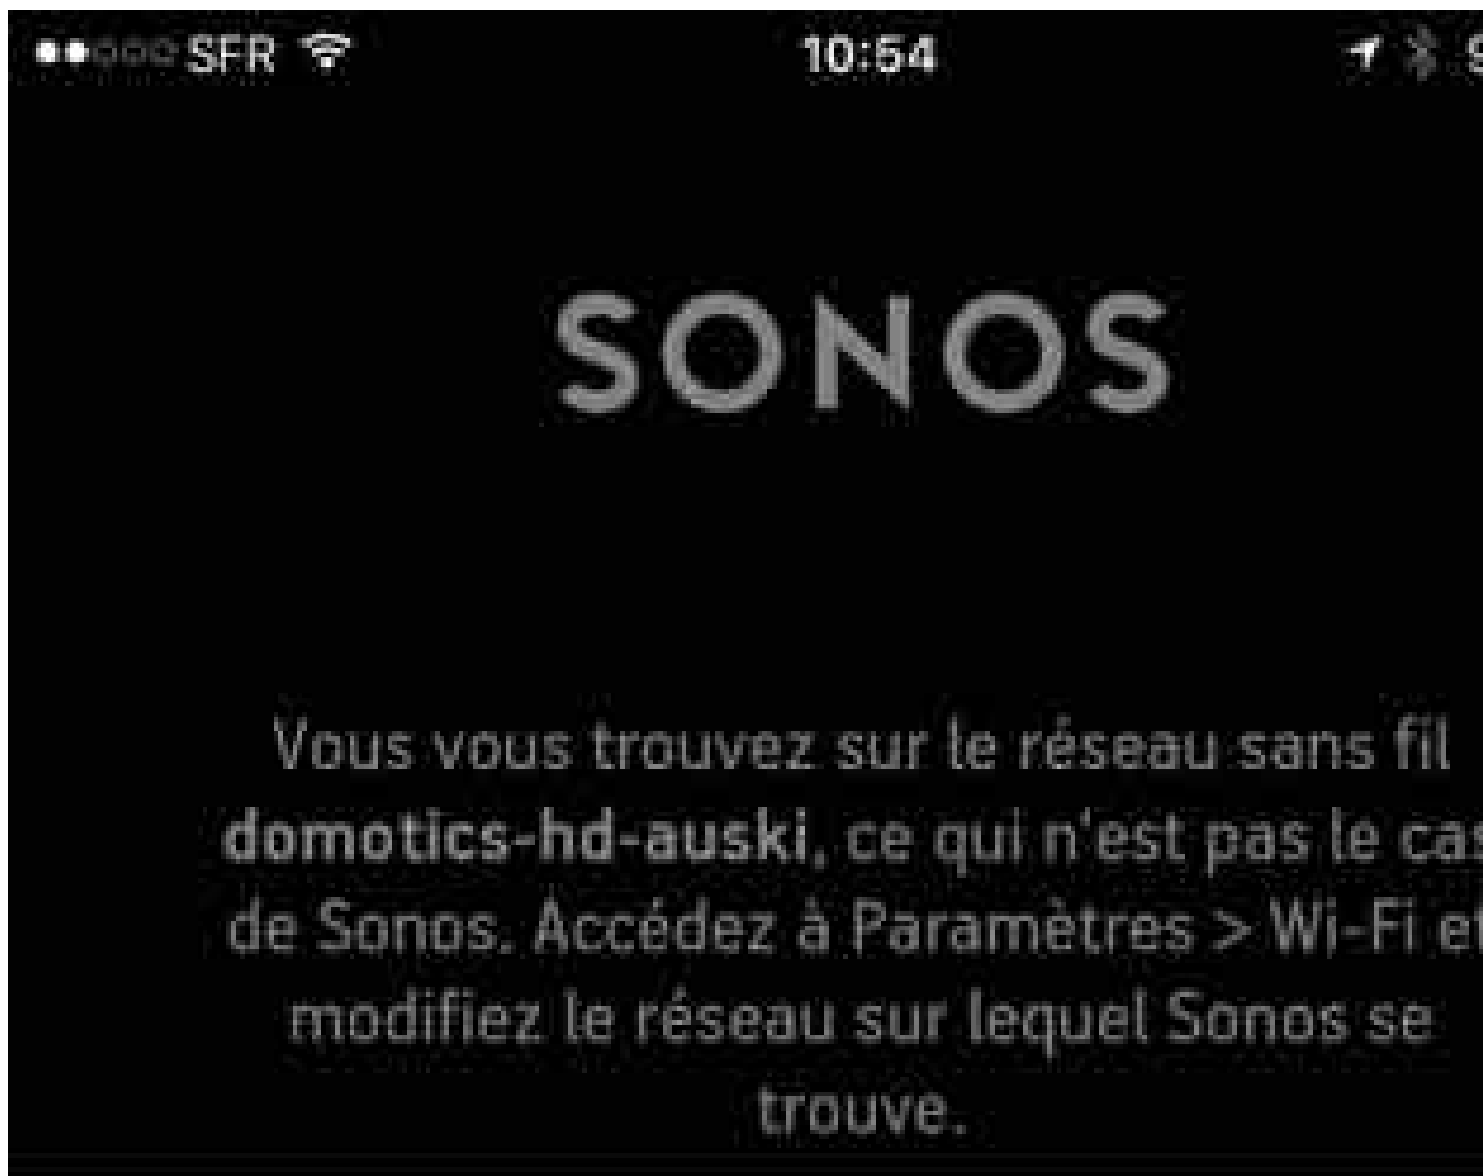 SFR 10:54
SONOS
Vous vous trouvez sur le réseau sans fil
domotics-hd-auski, ce qui n'est pas le cas
de Sonos. Accédez à Paramètres > Wi-Fi et
modifiez le réseau sur lequel Sonos se
trouve.